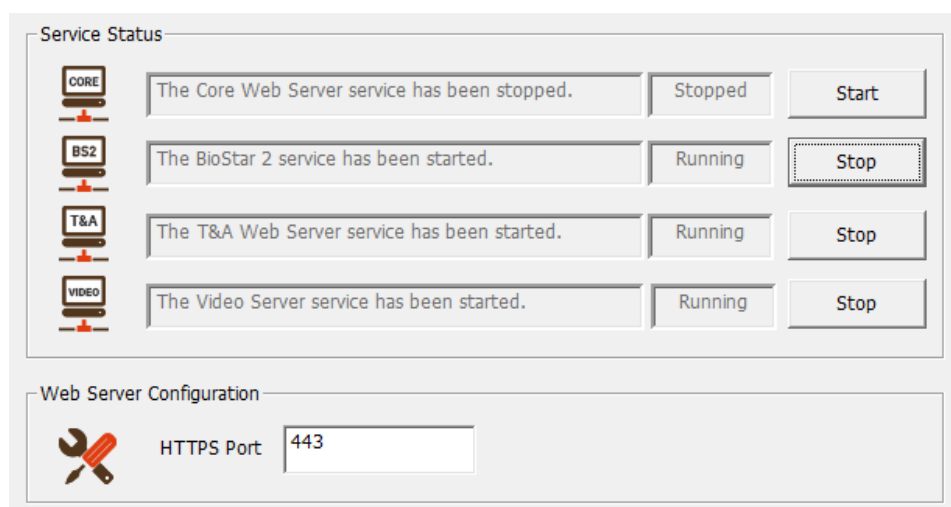 Service Status
CORE
The Core Web Server service has been stopped. Stopped Start
BS2
The BioStar 2 service has been started. Running Stop
T&A
The T&A Web Server service has been started. Running Stop
VIDEO
The Video Server service has been started. Running Stop
Web Server Configuration
HTTPS Port 443